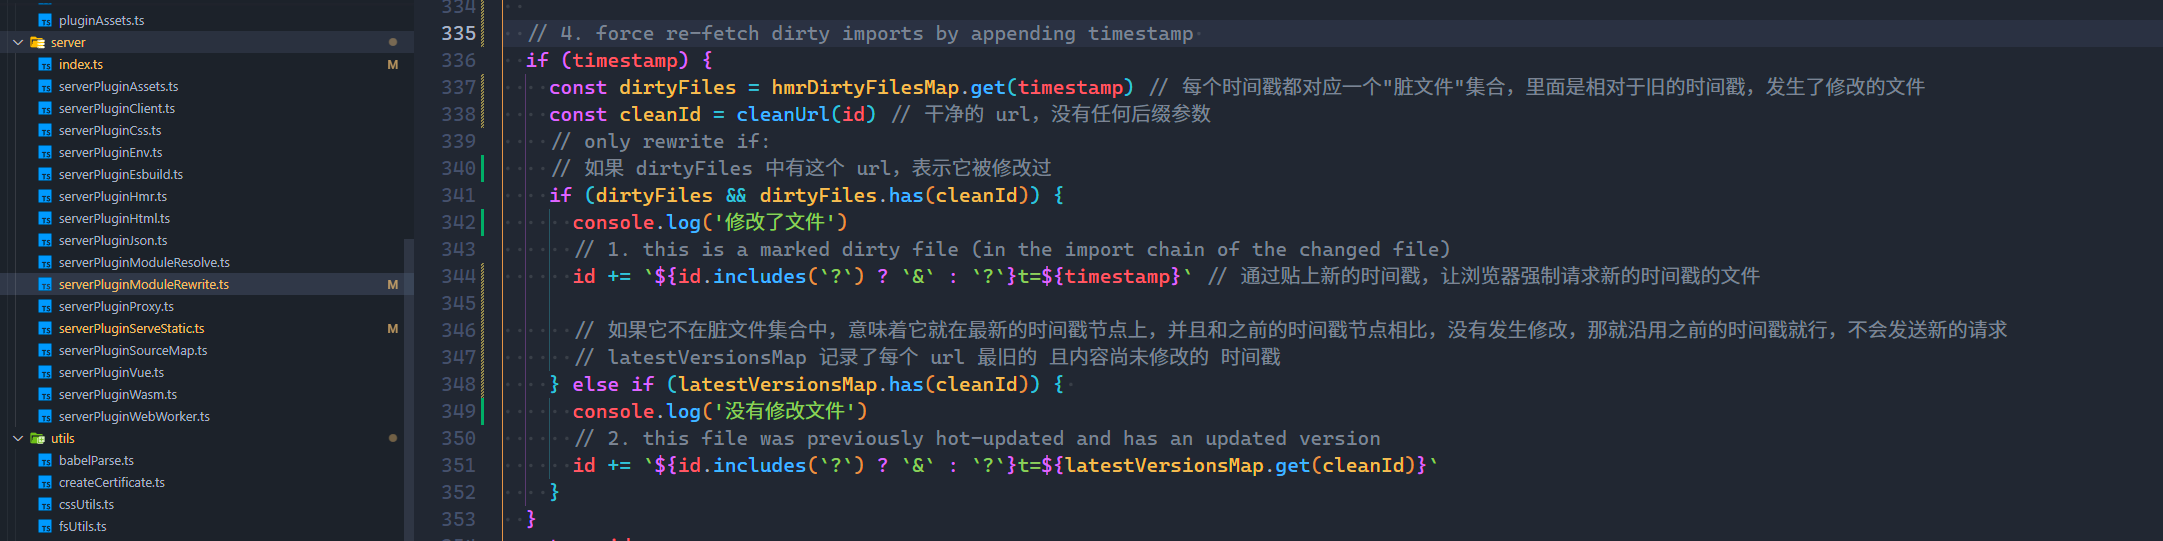 pluginAssets.ts
server
index.ts M
serverPluginAssets.ts
serverPluginClient.ts
serverPluginCss.ts
serverPluginEnv.ts
serverPluginEsbuild.ts
serverPluginHmr.ts
serverPluginHtml.ts
serverPluginJson.ts
serverPluginModuleResolve.ts
serverPluginModuleRewrite.ts M
serverPluginProxy.ts
serverPluginServeStatic.ts M
serverPluginSourceMap.ts
serverPluginVue.ts
serverPluginWasm.ts
serverPluginWebWorker.ts
utils
babelParse.ts
createCertificate.ts
cssUtils.ts
fsUtils.ts
334
335 // 4. force re-fetch dirty imports by appending timestamp
336 if (timestamp) {
337 const dirtyFiles = hmrDirtyFilesMap.get(timestamp) // 每个时间戳都对应一个"脏文件"集合，里面是相对于旧的时间戳，发生了修改的文件
338 const cleanId = cleanUrl(id) // 干净的 url，没有任何后缀参数
339 // only rewrite if:
340 // 如果 dirtyFiles 中有这个 url，表示它被修改过
341 if (dirtyFiles && dirtyFiles.has(cleanId)) {
342 console.log('修改了文件')
343 // 1. this is a marked dirty file (in the import chain of the changed file)
344 id += `${id.includes(`?`) ? `&` : `?`}t=${timestamp}` // 通过贴上新的时间戳，让浏览器强制请求新的时间戳的文件
345
346 // 如果它不在脏文件集合中，意味着它就在最新的时间戳节点上，并且和之前的时间戳节点相比，没有发生修改，那就沿用之前的时间戳就行，不会发送新的请求
347 // latestVersionsMap 记录了每个 url 最旧的 且内容尚未修改的 时间戳
348 } else if (latestVersionsMap.has(cleanId)) {
349 console.log('没有修改文件')
350 // 2. this file was previously hot-updated and has an updated version
351 id += `${id.includes(`?`) ? `&` : `?`}t=${latestVersionsMap.get(cleanId)}`
352 }
353 }